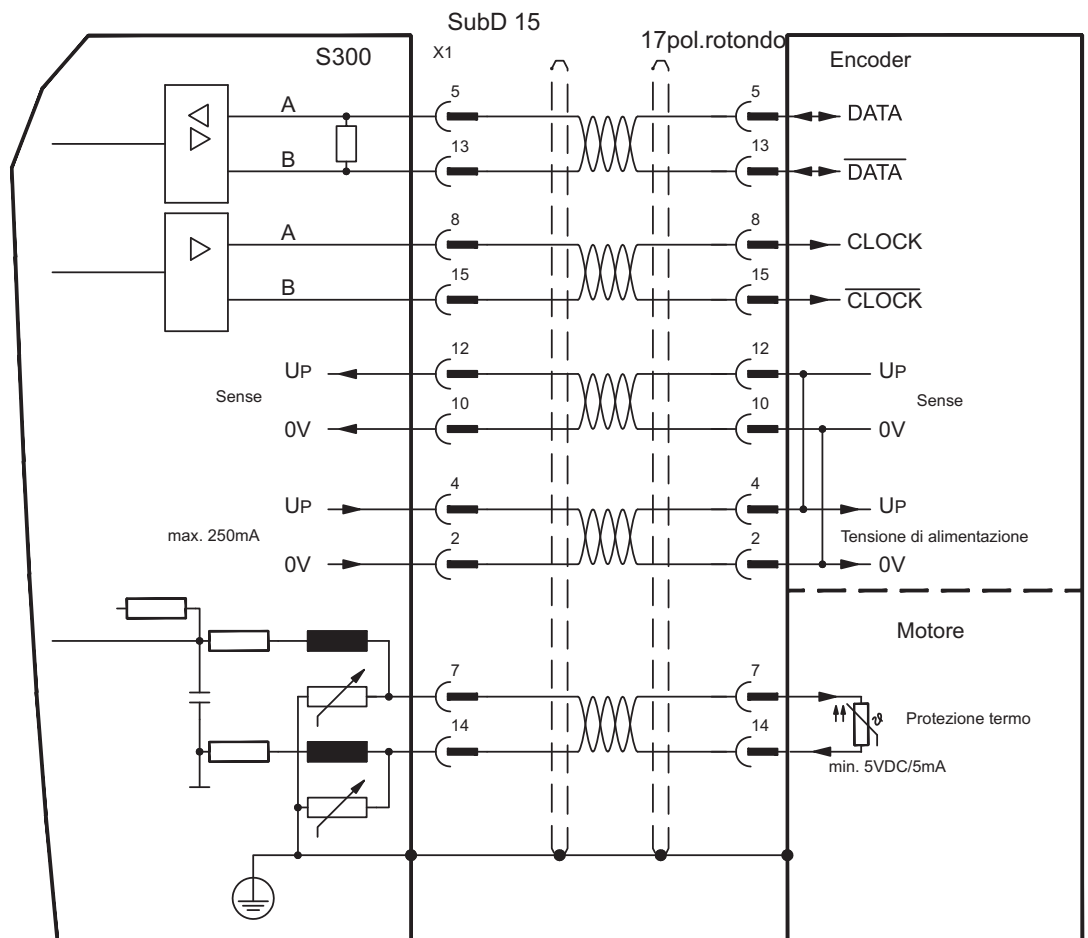 SubD 15
S300
X1
17pol.rotondo
Encoder
A
5
5
DATA
B
13
13
DATA
A
8
8
CLOCK
B
15
15
CLOCK
UP
12
12
UP
Sense
Sense
0V
10
10
0V
UP
4
4
UP
max. 250mA
Tensione di alimentazione
0V
2
2
0V
Motore
7
7
ϑ
Protezione termo
14
14
min. 5VDC/5mA